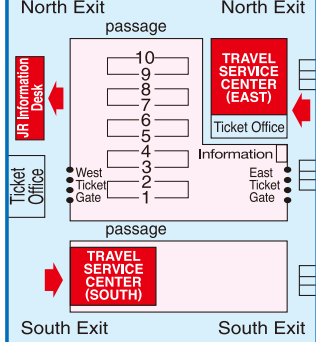 North Exit
North Exit
passage
JR Information
Desk
10
9
8
7
6
5
4
3
2
1
TRAVEL
SERVICE
CENTER
(EAST)
Ticket Office
Information
Ticket
Office
West
Ticket
Gate
East
Ticket
Gate
passage
TRAVEL
SERVICE
CENTER
(SOUTH)
South Exit
South Exit